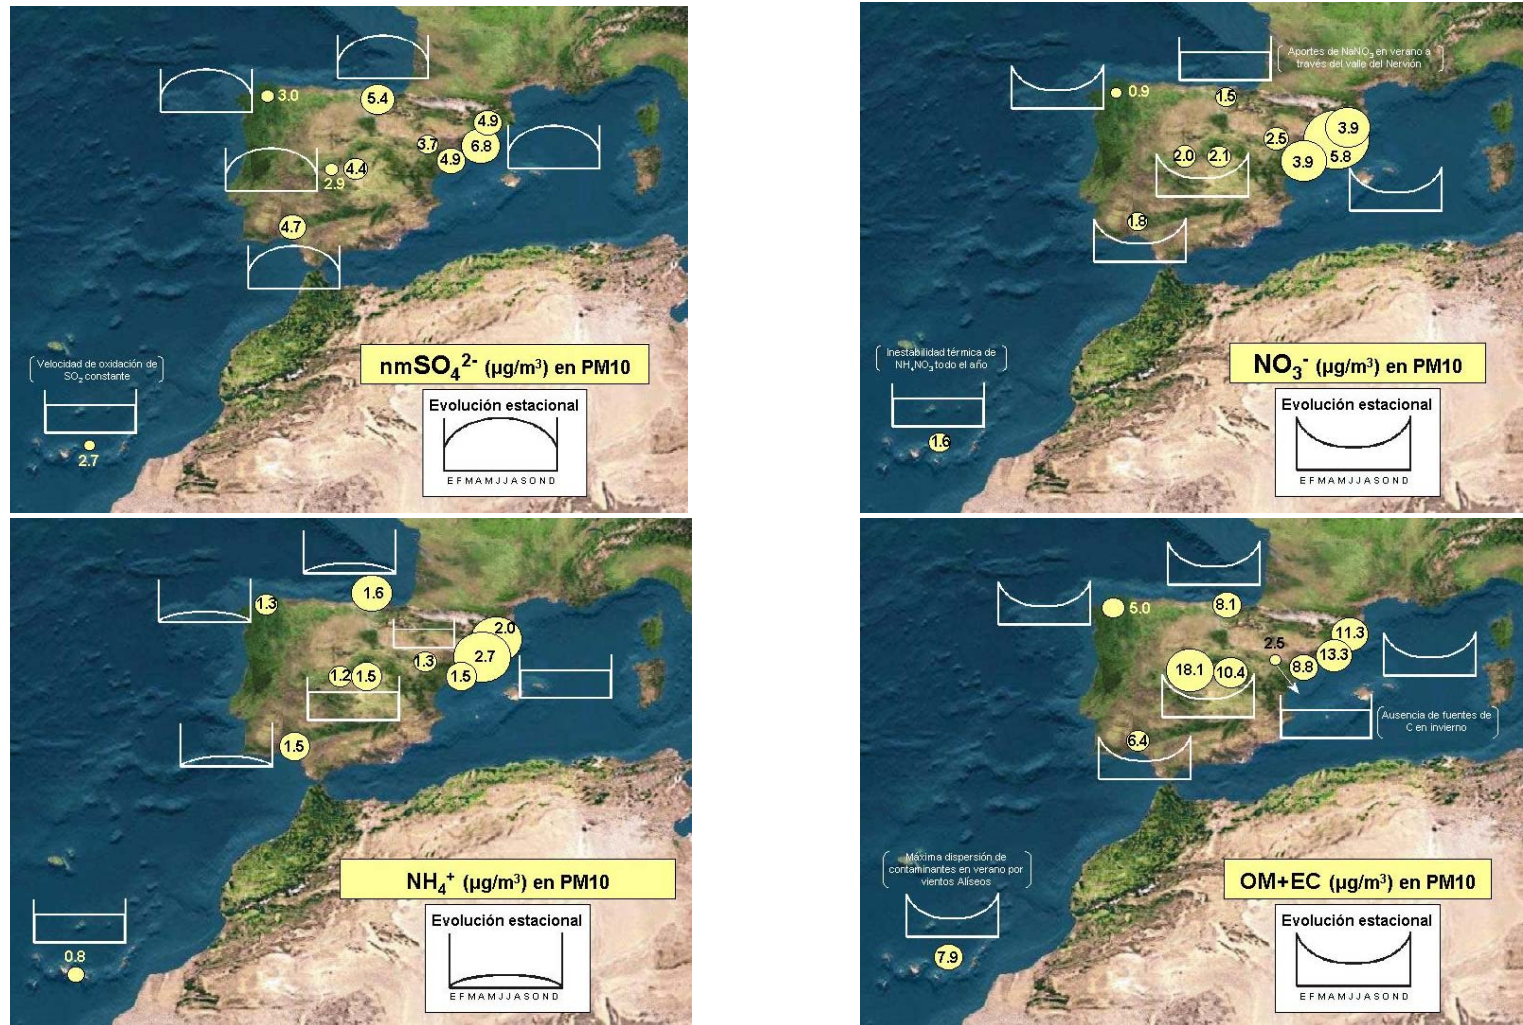 3.0
5.4
4.9
3.7
6.8
4.9
4.4
2.9
4.7
Velocidad de oxidación de
SO₂ constante
2.7
nmSO₄²⁻ (µg/m³) en PM10
Evolución estacional
E F M A M J J A S O N D
Aportes de NaNO₃ en verano a
través del valle del Nervión
0.9
1.5
3.9
2.5
5.8
3.9
2.0
2.1
1.8
Inestabilidad térmica de
NH₄NO₃ todo el año
1.6
NO₃⁻ (µg/m³) en PM10
Evolución estacional
E F M A M J J A S O N D
1.6
1.3
2.0
2.7
1.3
1.2
1.5
1.5
1.5
0.8
NH₄⁺ (µg/m³) en PM10
Evolución estacional
E F M A M J J A S O N D
5.0
8.1
11.3
2.5
13.3
8.8
18.1
10.4
Ausencia de fuentes de
C en invierno
6.4
Máxima dispersión de
contaminantes en verano por
vientos Alíseos
7.9
OM+EC (µg/m³) en PM10
Evolución estacional
E F M A M J J A S O N D